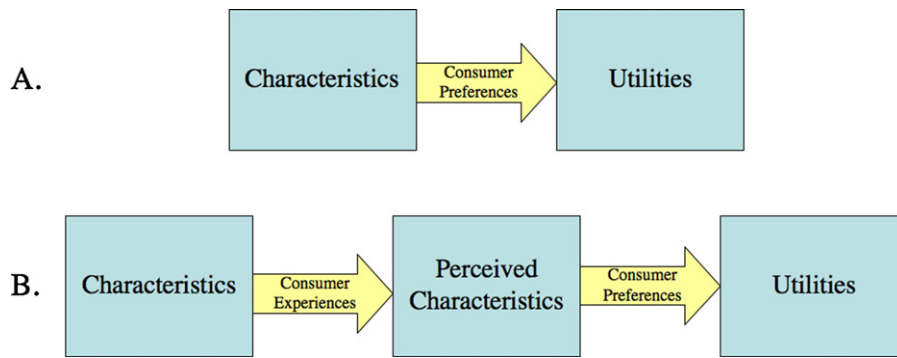 A.
Characteristics
Consumer
Preferences
Utilities
B.
Characteristics
Consumer
Experiences
Perceived
Characteristics
Consumer
Preferences
Utilities